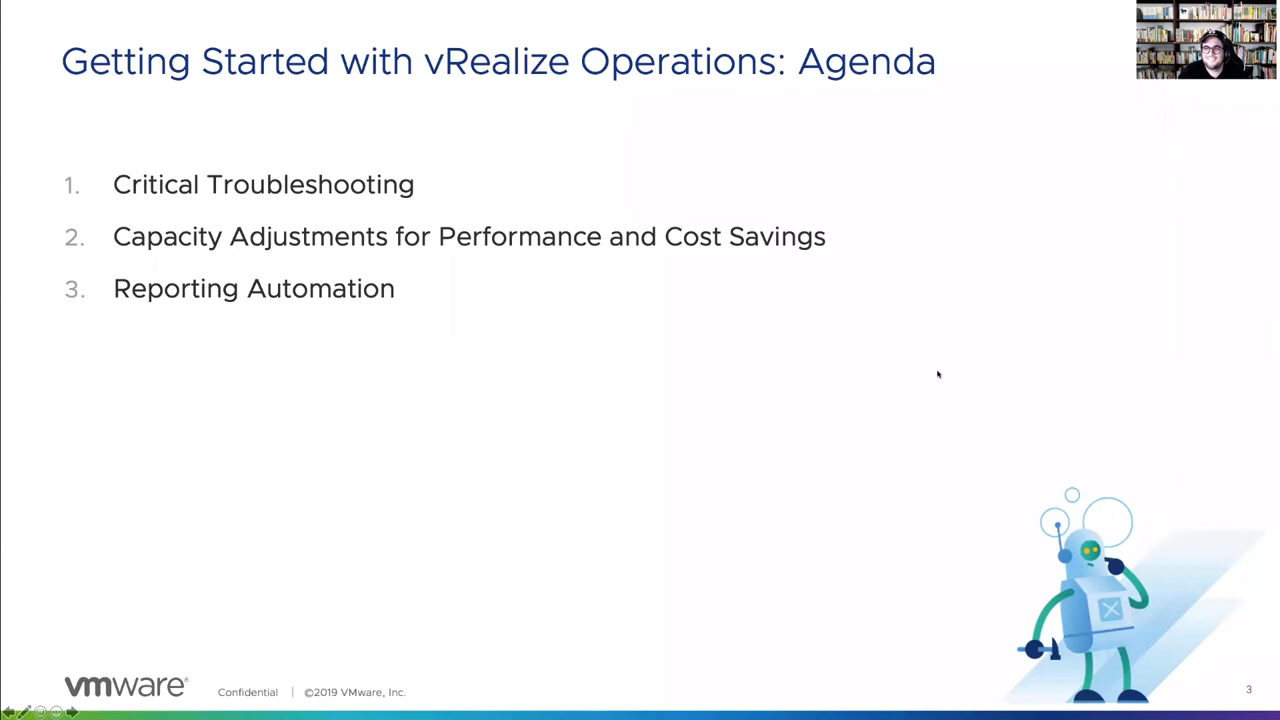 Getting Started with vRealize Operations: Agenda
1. Critical Troubleshooting
2. Capacity Adjustments for Performance and Cost Savings
3. Reporting Automation
vmware®
Confidential | ©2019 VMware, Inc.
3